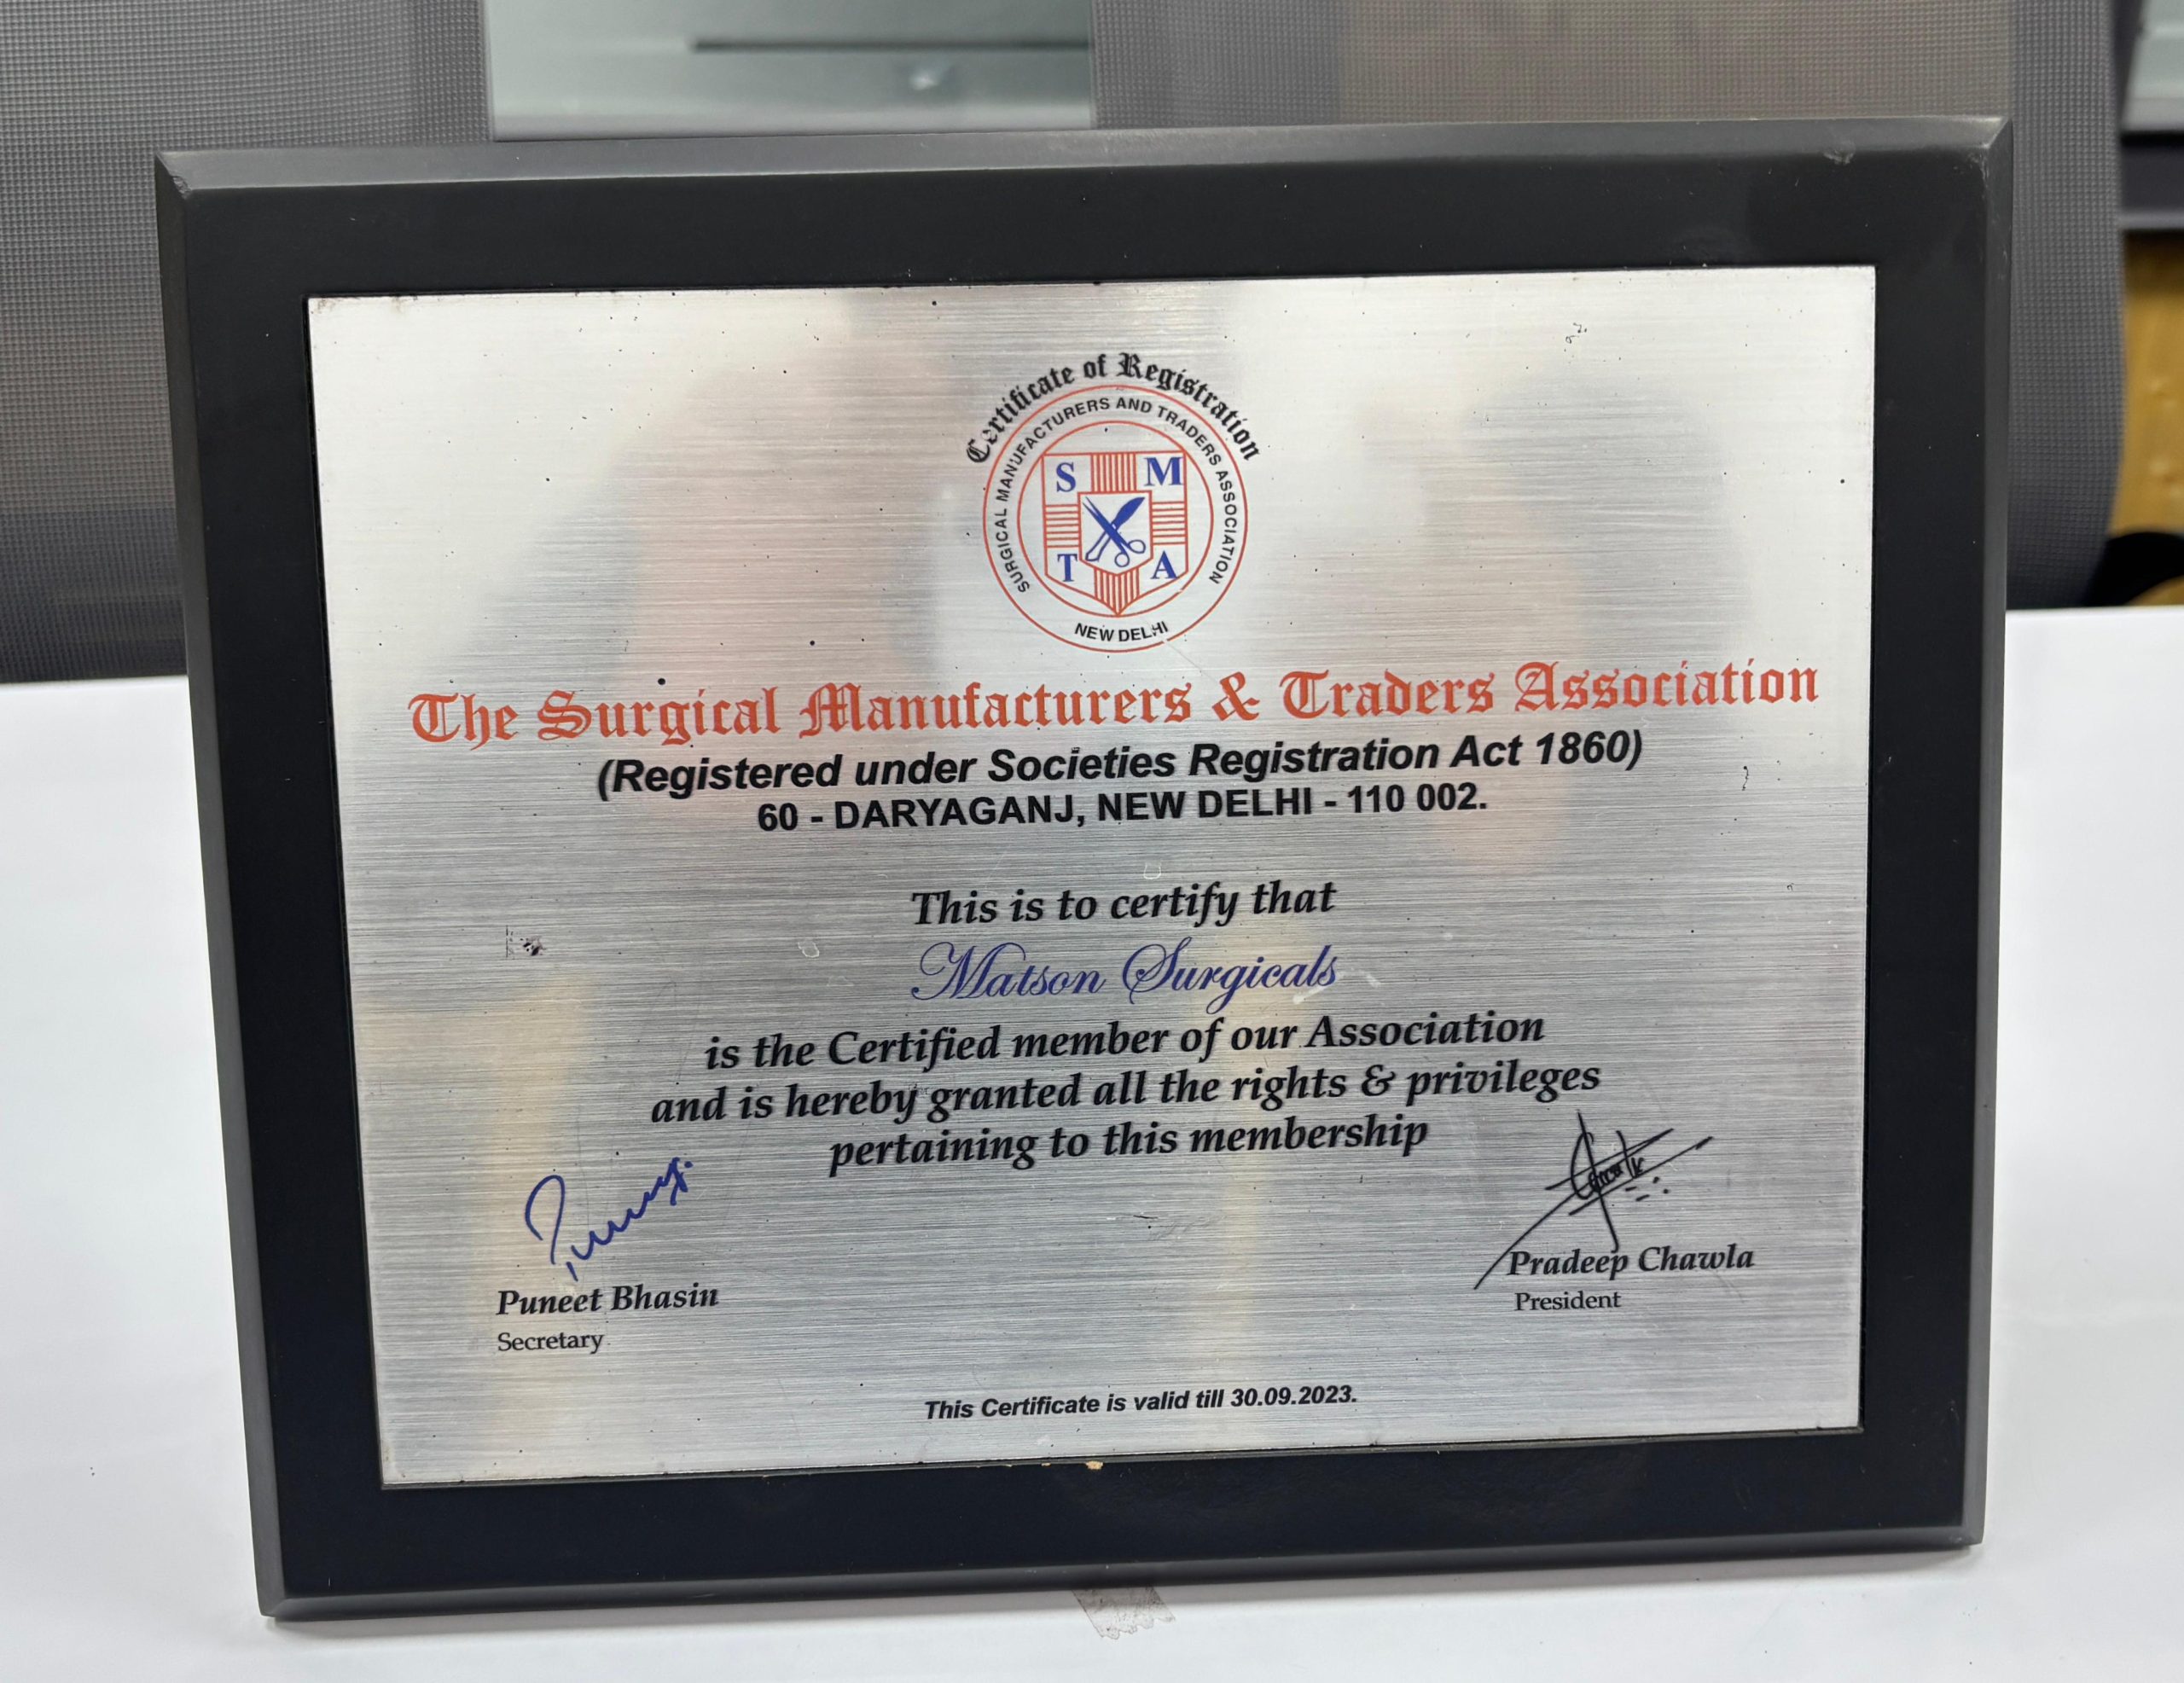 Certificate of Registration
SURGICAL MANUFACTURERS AND TRADERS ASSOCIATION
S M
T A
NEW DELHI
The Surgical Manufacturers & Traders Association
(Registered under Societies Registration Act 1860)
60 - DARYAGANJ, NEW DELHI - 110 002.
This is to certify that
Matson Surgicals
is the Certified member of our Association
and is hereby granted all the rights & privileges
pertaining to this membership
Puneet Bhasin
Secretary
Pradeep Chawla
President
This Certificate is valid till 30.09.2023.